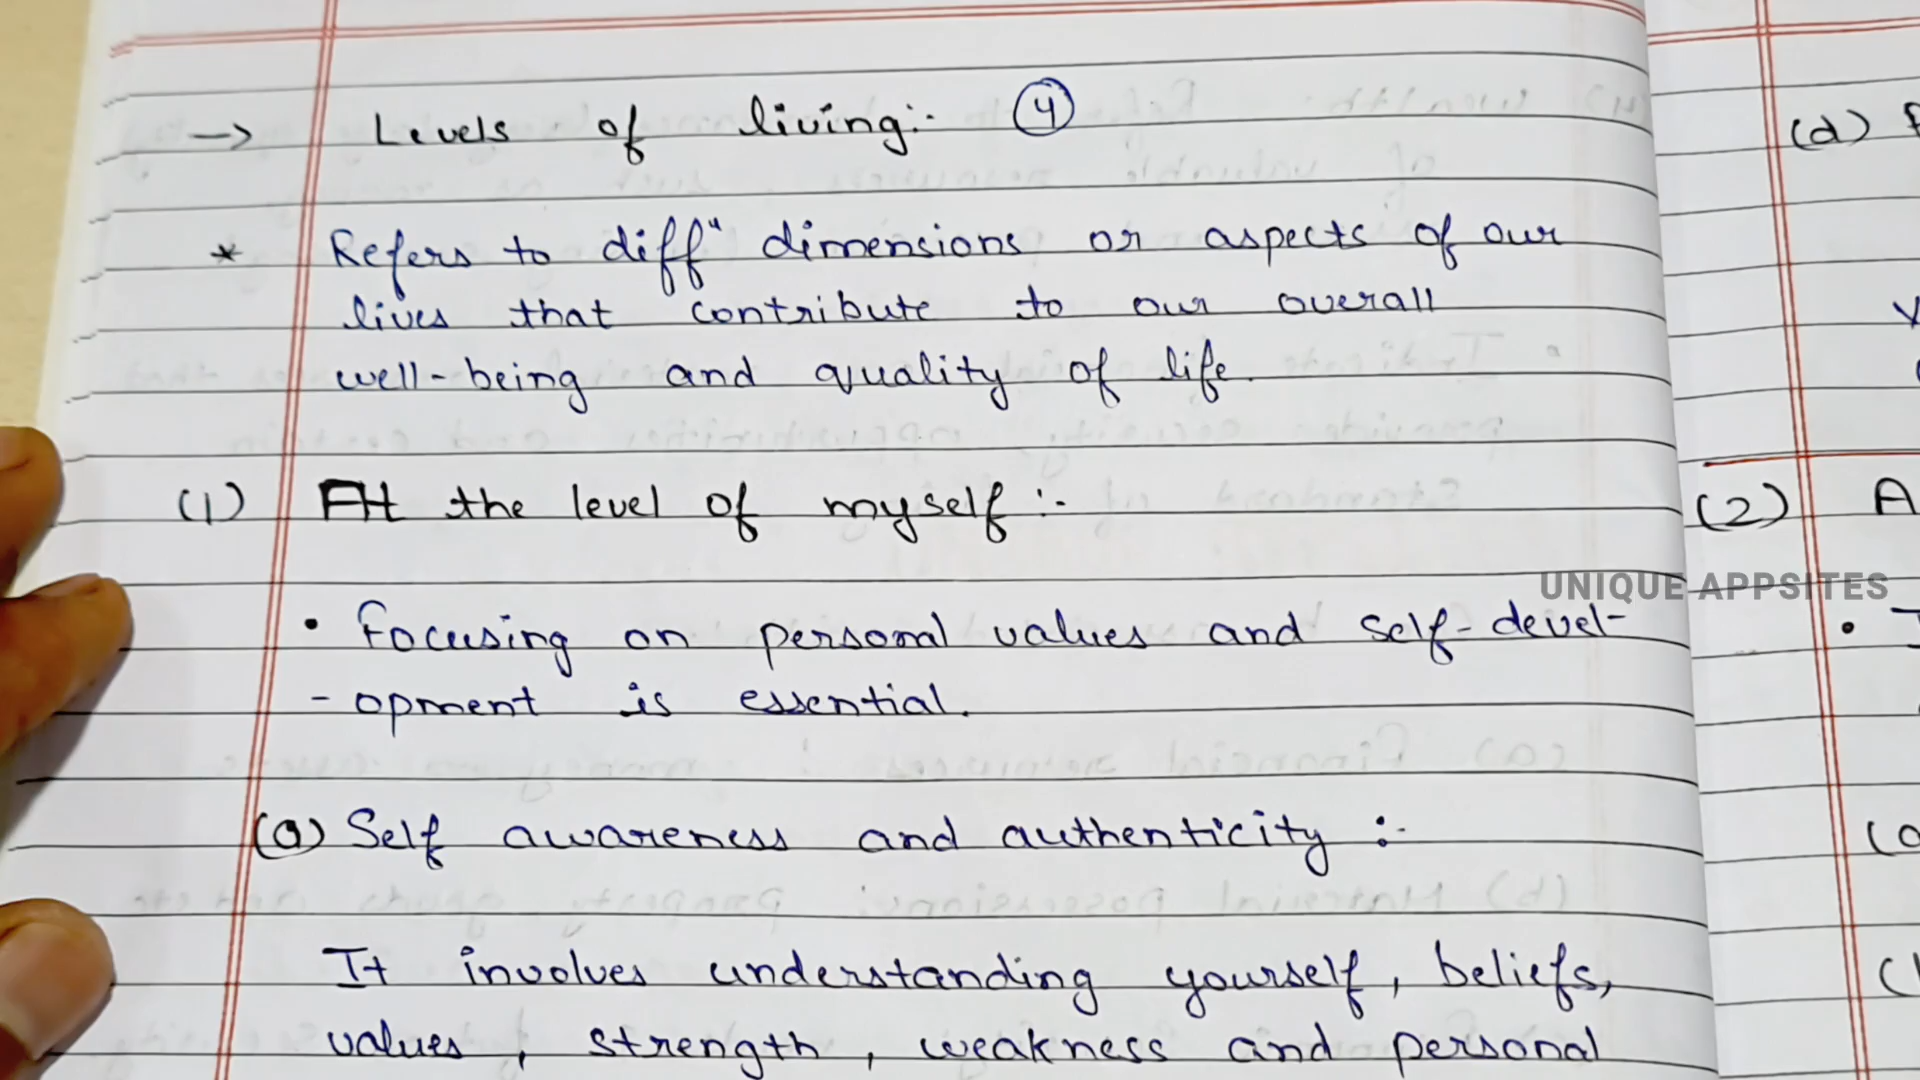 → Levels of living:- 4
* Refers to diff" dimensions or aspects of our
lives that contribute to our overall
well-being and quality of life.
(1) At the level of myself :-
• Focusing on personal values and self-devel-
- opment is essential.
(a) Self awareness and authenticity :-
It involves understanding yourself, beliefs,
values, strength, weakness and personal
(d)
(2) A
UNIQUE APPSITES